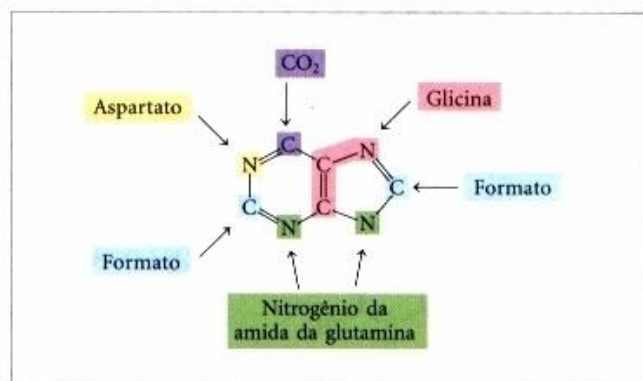 CO₂
Aspartato
Glicina
C
N
N
C
C
C
Formato
C
N
N
Formato
Nitrogênio da
amida da glutamina